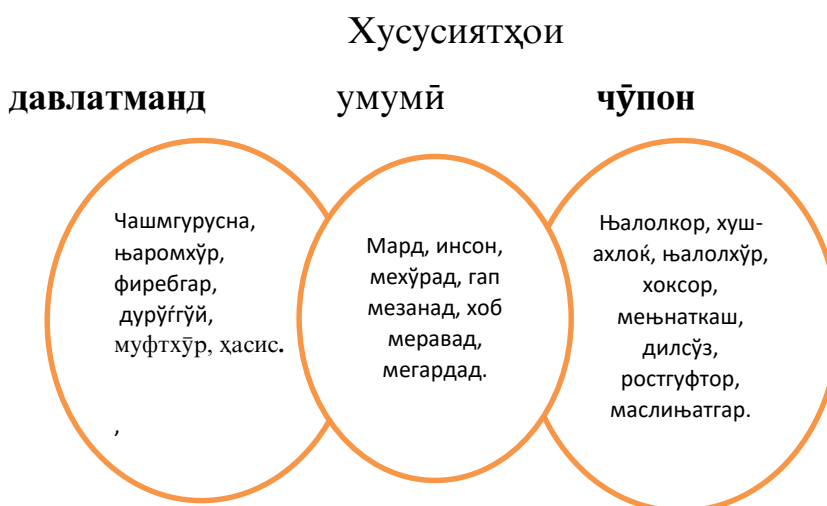 Хусусиятҳои
давлатманд умумӣ чӯпон
Чашмгурусна,
њаромхўр,
фиребгар,
дурўѓгўй,
муфтхӯр, ҳасис.
,
Мард, инсон,
мехўрад, гап
мезанад, хоб
меравад,
мегардад.
Њалолкор, хуш-
ахлоќ, њалолхўр,
хоксор,
мењнаткаш,
дилсўз,
ростгуфтор,
маслињатгар.